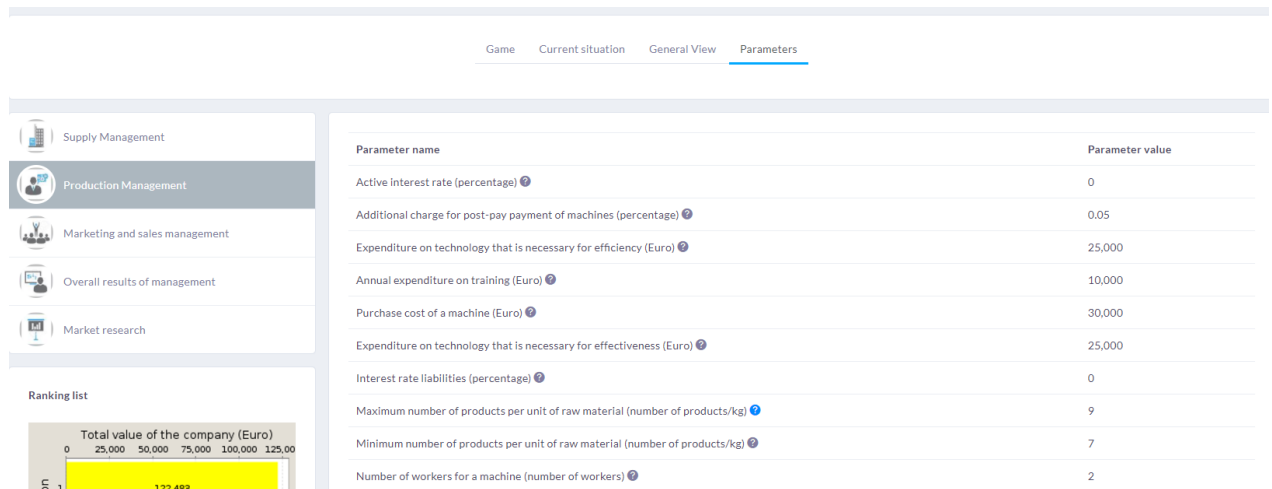 Game Current situation General View Parameters
Supply Management
Production Management
Marketing and sales management
Overall results of management
Market research
Ranking list
Total value of the company (Euro)
0 25,000 50,000 75,000 100,000 125,00
1
122,483
Parameter name Parameter value
Active interest rate (percentage) ? 0
Additional charge for post-pay payment of machines (percentage) ? 0.05
Expenditure on technology that is necessary for efficiency (Euro) ? 25,000
Annual expenditure on training (Euro) ? 10,000
Purchase cost of a machine (Euro) ? 30,000
Expenditure on technology that is necessary for effectiveness (Euro) ? 25,000
Interest rate liabilities (percentage) ? 0
Maximum number of products per unit of raw material (number of products/kg) ? 9
Minimum number of products per unit of raw material (number of products/kg) ? 7
Number of workers for a machine (number of workers) ? 2